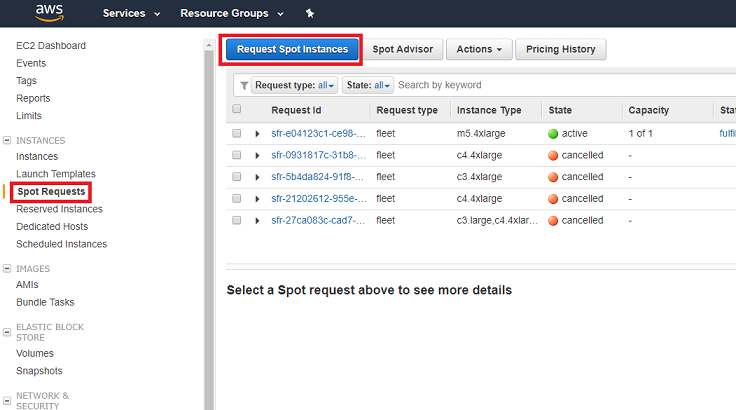 aws Services Resource Groups
EC2 Dashboard
Events
Tags
Reports
Limits
INSTANCES
Instances
Launch Templates
Spot Requests
Reserved Instances
Dedicated Hosts
Scheduled Instances
IMAGES
AMIs
Bundle Tasks
ELASTIC BLOCK
STORE
Volumes
Snapshots
NETWORK &
SECURITY
Request Spot Instances Spot Advisor Actions Pricing History
Request type: all State: all Search by keyword
Request Id Request type Instance Type State Capacity
sfr-e04123c1-ce98-... fleet m5.4xlarge active 1 of 1
sfr-0931817c-31b8-... fleet c4.4xlarge cancelled -
sfr-5b4da824-91f8-... fleet c3.4xlarge cancelled -
sfr-21202612-955e-... fleet c4.4xlarge cancelled -
sfr-27ca083c-cad7-... fleet c3.large,c4.4xlar... cancelled -
Select a Spot request above to see more details